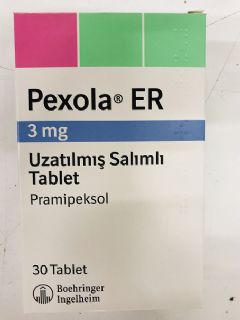 Pexola® ER
3 mg
Uzatılmış Salımlı
Tablet
Pramipeksol
30 Tablet
Boehringer
Ingelheim